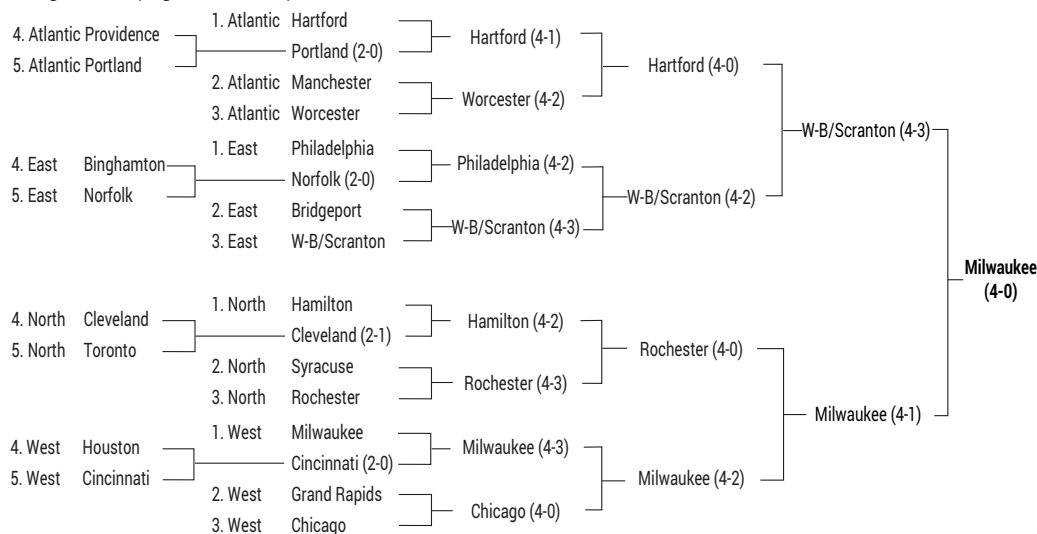 4. Atlantic Providence
5. Atlantic Portland
1. Atlantic Hartford
Portland (2-0)
2. Atlantic Manchester
3. Atlantic Worcester
Hartford (4-1)
Worcester (4-2)
Hartford (4-0)
4. East Binghamton
5. East Norfolk
1. East Philadelphia
Norfolk (2-0)
2. East Bridgeport
3. East W-B/Scranton
Philadelphia (4-2)
W-B/Scranton (4-3)
W-B/Scranton (4-2)
W-B/Scranton (4-3)
4. North Cleveland
5. North Toronto
1. North Hamilton
Cleveland (2-1)
2. North Syracuse
3. North Rochester
Hamilton (4-2)
Rochester (4-3)
Rochester (4-0)
4. West Houston
5. West Cincinnati
1. West Milwaukee
Cincinnati (2-0)
2. West Grand Rapids
3. West Chicago
Milwaukee (4-3)
Chicago (4-0)
Milwaukee (4-2)
Milwaukee (4-1)
Milwaukee
(4-0)